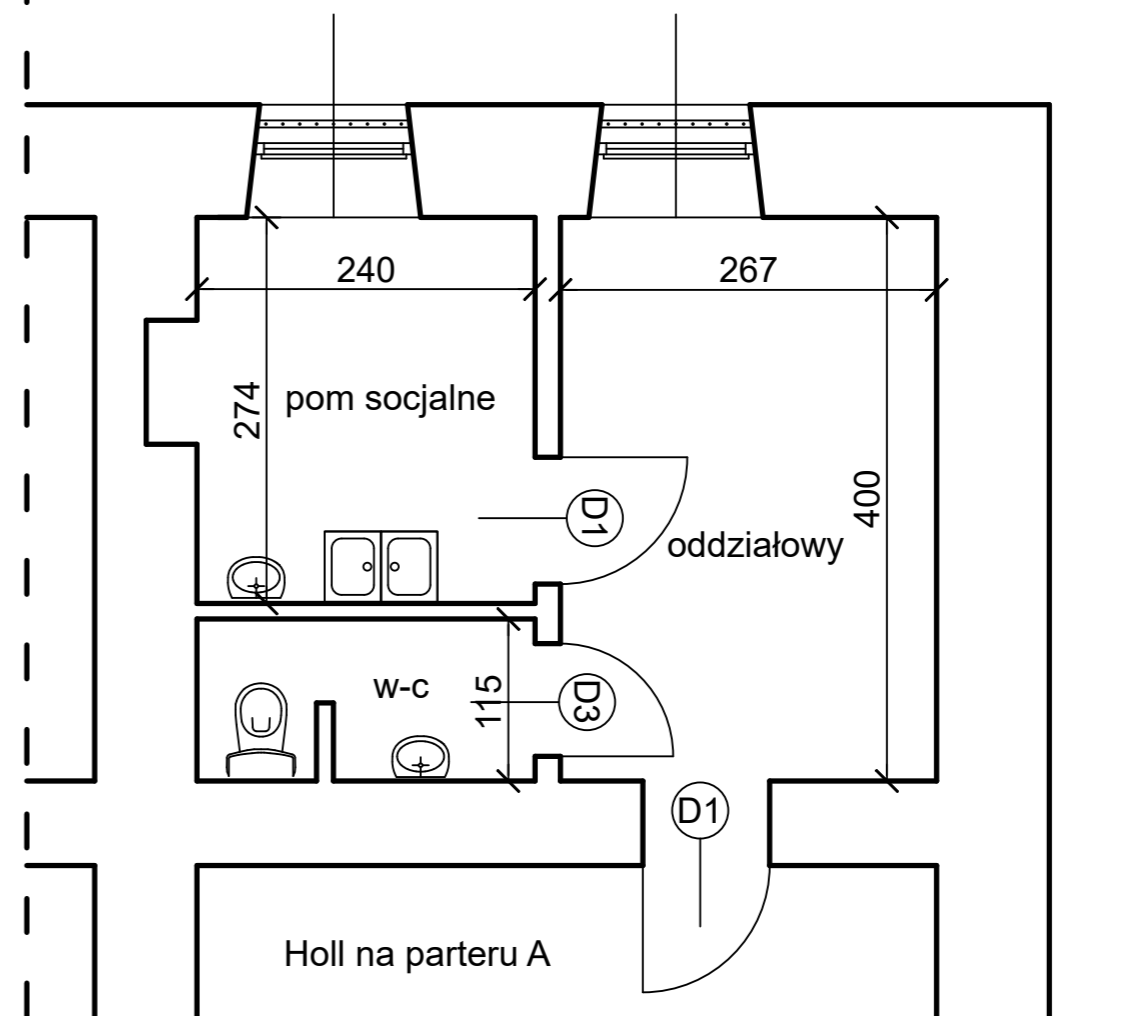 240
267
274
pom socjalne
400
D1
oddziałowy
w-c
115
D3
D1
Holl na parteru A